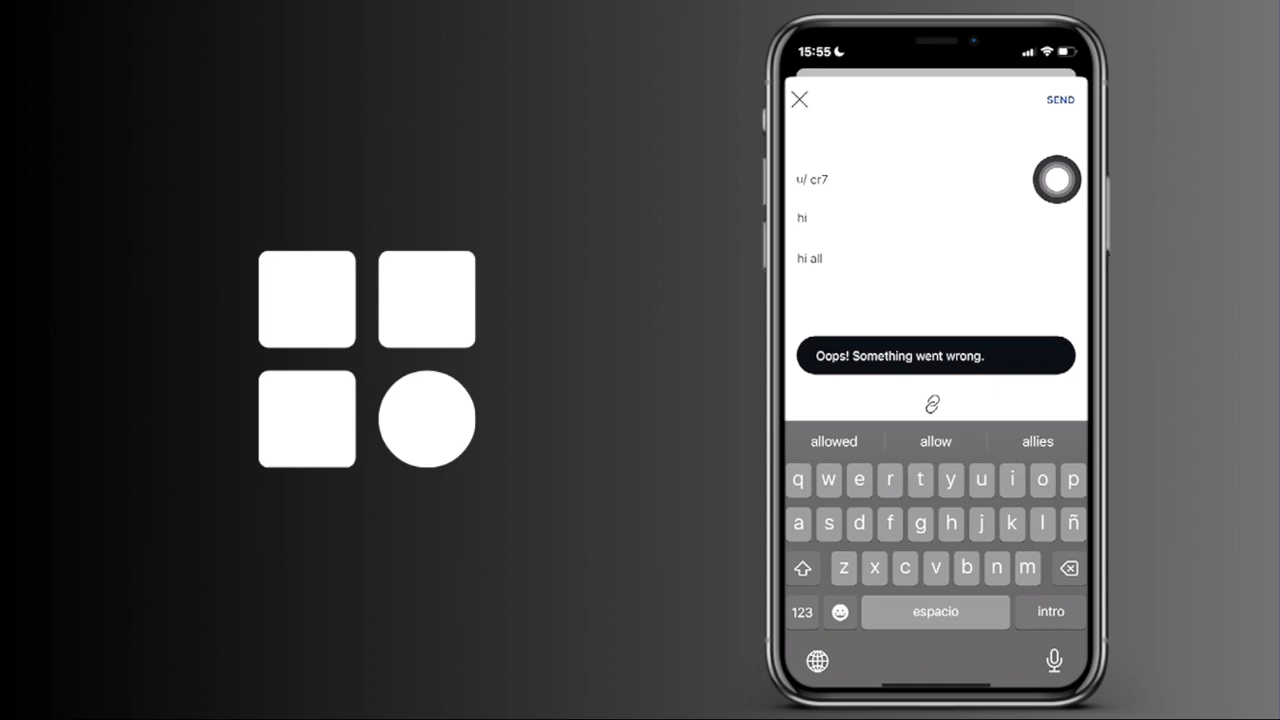 15:55
SEND
u/ cr7
hi
hi all
Oops! Something went wrong.
allowed allow allies
q w e r t y u i o p
a s d f g h j k l ñ
z x c v b n m
123 espacio intro